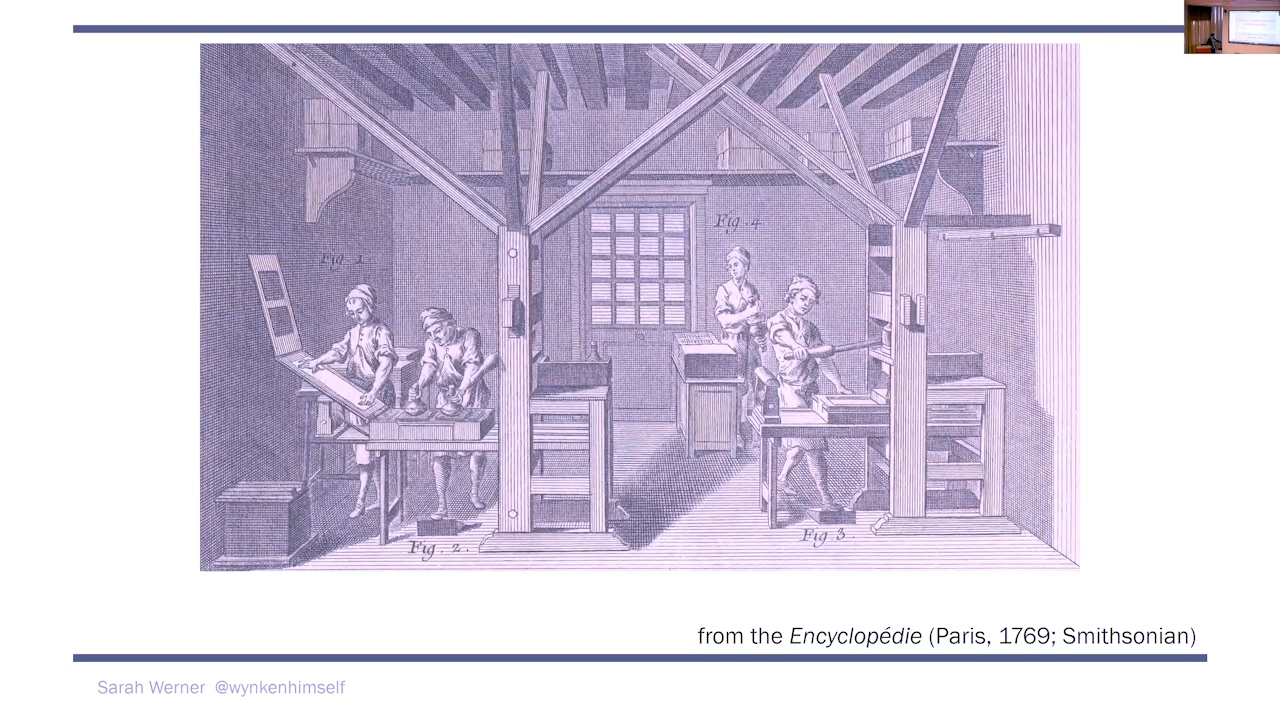 Fig. 1.
Fig. 4
Fig. 2.
Fig. 3.
from the Encyclopédie (Paris, 1769; Smithsonian)
Sarah Werner @wynkenhimself